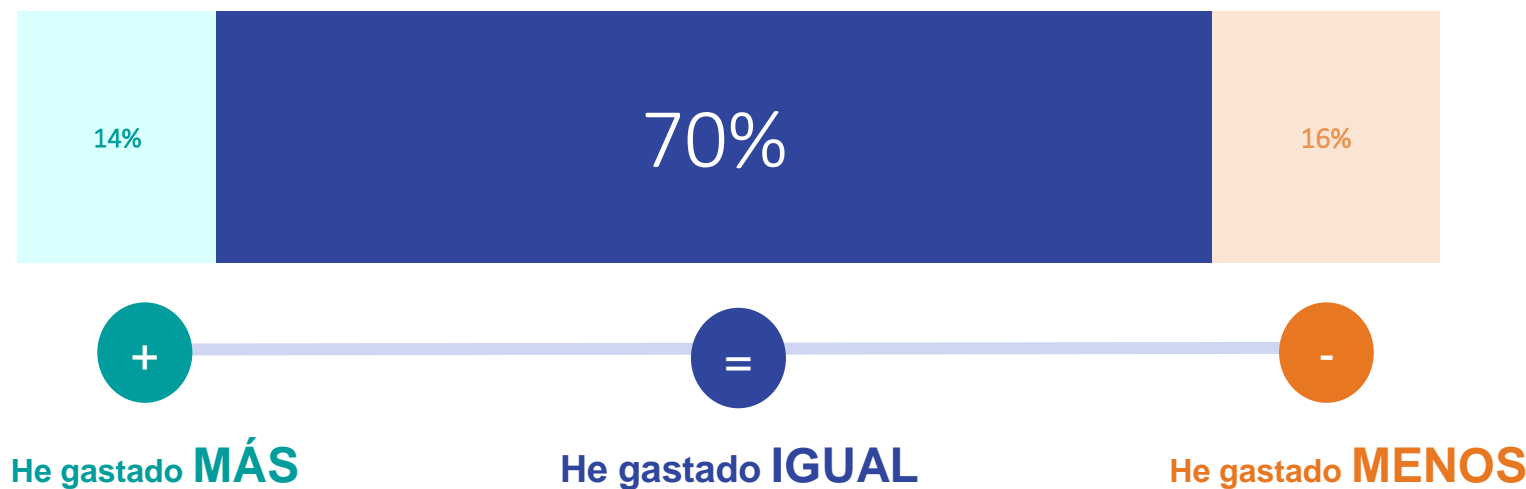 14%
70%
16%
+
=
-
He gastado MÁS
He gastado IGUAL
He gastado MENOS